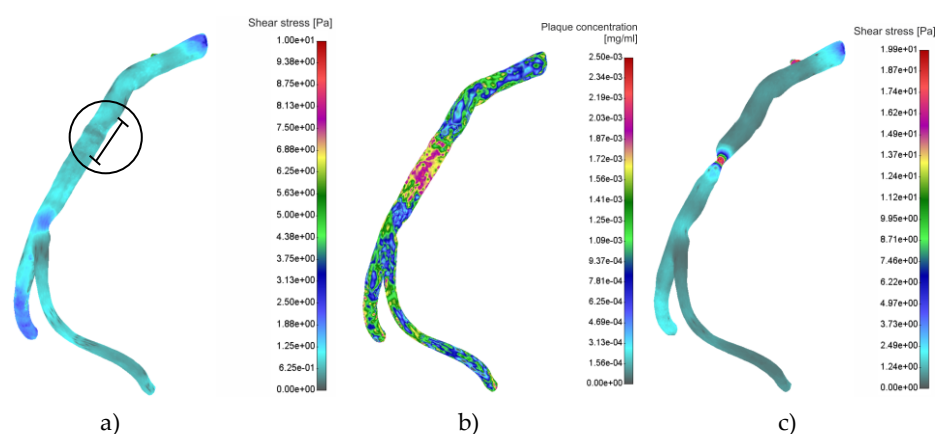 Shear stress [Pa]
1.00e+01
9.38e+00
8.75e+00
8.13e+00
7.50e+00
6.88e+00
6.25e+00
5.63e+00
5.00e+00
4.38e+00
3.75e+00
3.13e+00
2.50e+00
1.88e+00
1.25e+00
6.25e-01
0.00e+00
a)
Plaque concentration
[mg/ml]
2.50e-03
2.34e-03
2.19e-03
2.03e-03
1.87e-03
1.72e-03
1.56e-03
1.41e-03
1.25e-03
1.09e-03
9.81e-04
6.25e-04
4.69e-04
3.13e-04
1.56e-04
0.00e+00
b)
Shear stress [Pa]
1.99e+01
1.87e+01
1.74e+01
1.62e+01
1.49e+01
1.37e+01
1.24e+01
1.12e+01
9.95e+00
8.71e+00
7.46e+00
6.22e+00
4.98e+00
3.73e+00
2.49e+00
1.24e+00
0.00e+00
c)